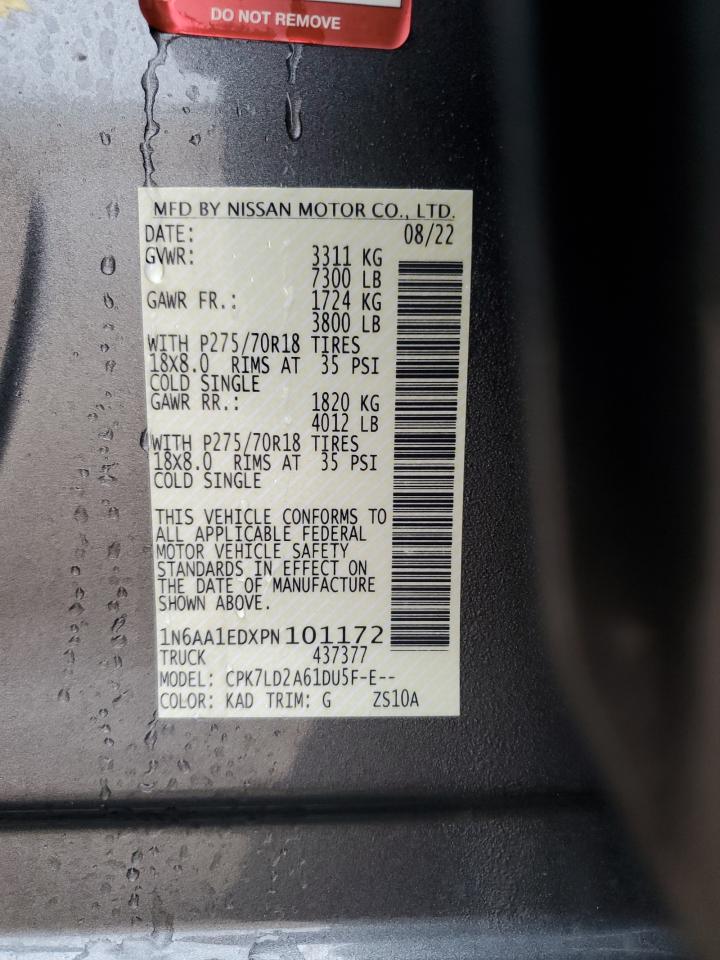 DO NOT REMOVE
MFD BY NISSAN MOTOR CO., LTD.
DATE: 08/22
GVWR: 3311 KG
7300 LB
GAWR FR.: 1724 KG
3800 LB
WITH P275/70R18 TIRES
18X8.0 RIMS AT 35 PSI
COLD SINGLE
GAWR RR.: 1820 KG
4012 LB
WITH P275/70R18 TIRES
18X8.0 RIMS AT 35 PSI
COLD SINGLE
THIS VEHICLE CONFORMS TO
ALL APPLICABLE FEDERAL
MOTOR VEHICLE SAFETY
STANDARDS IN EFFECT ON
THE DATE OF MANUFACTURE
SHOWN ABOVE.
1N6AA1EDXPN101172
TRUCK 437377
MODEL: CPK7LD2A61DU5F-E--
COLOR: KAD TRIM: G ZS10A